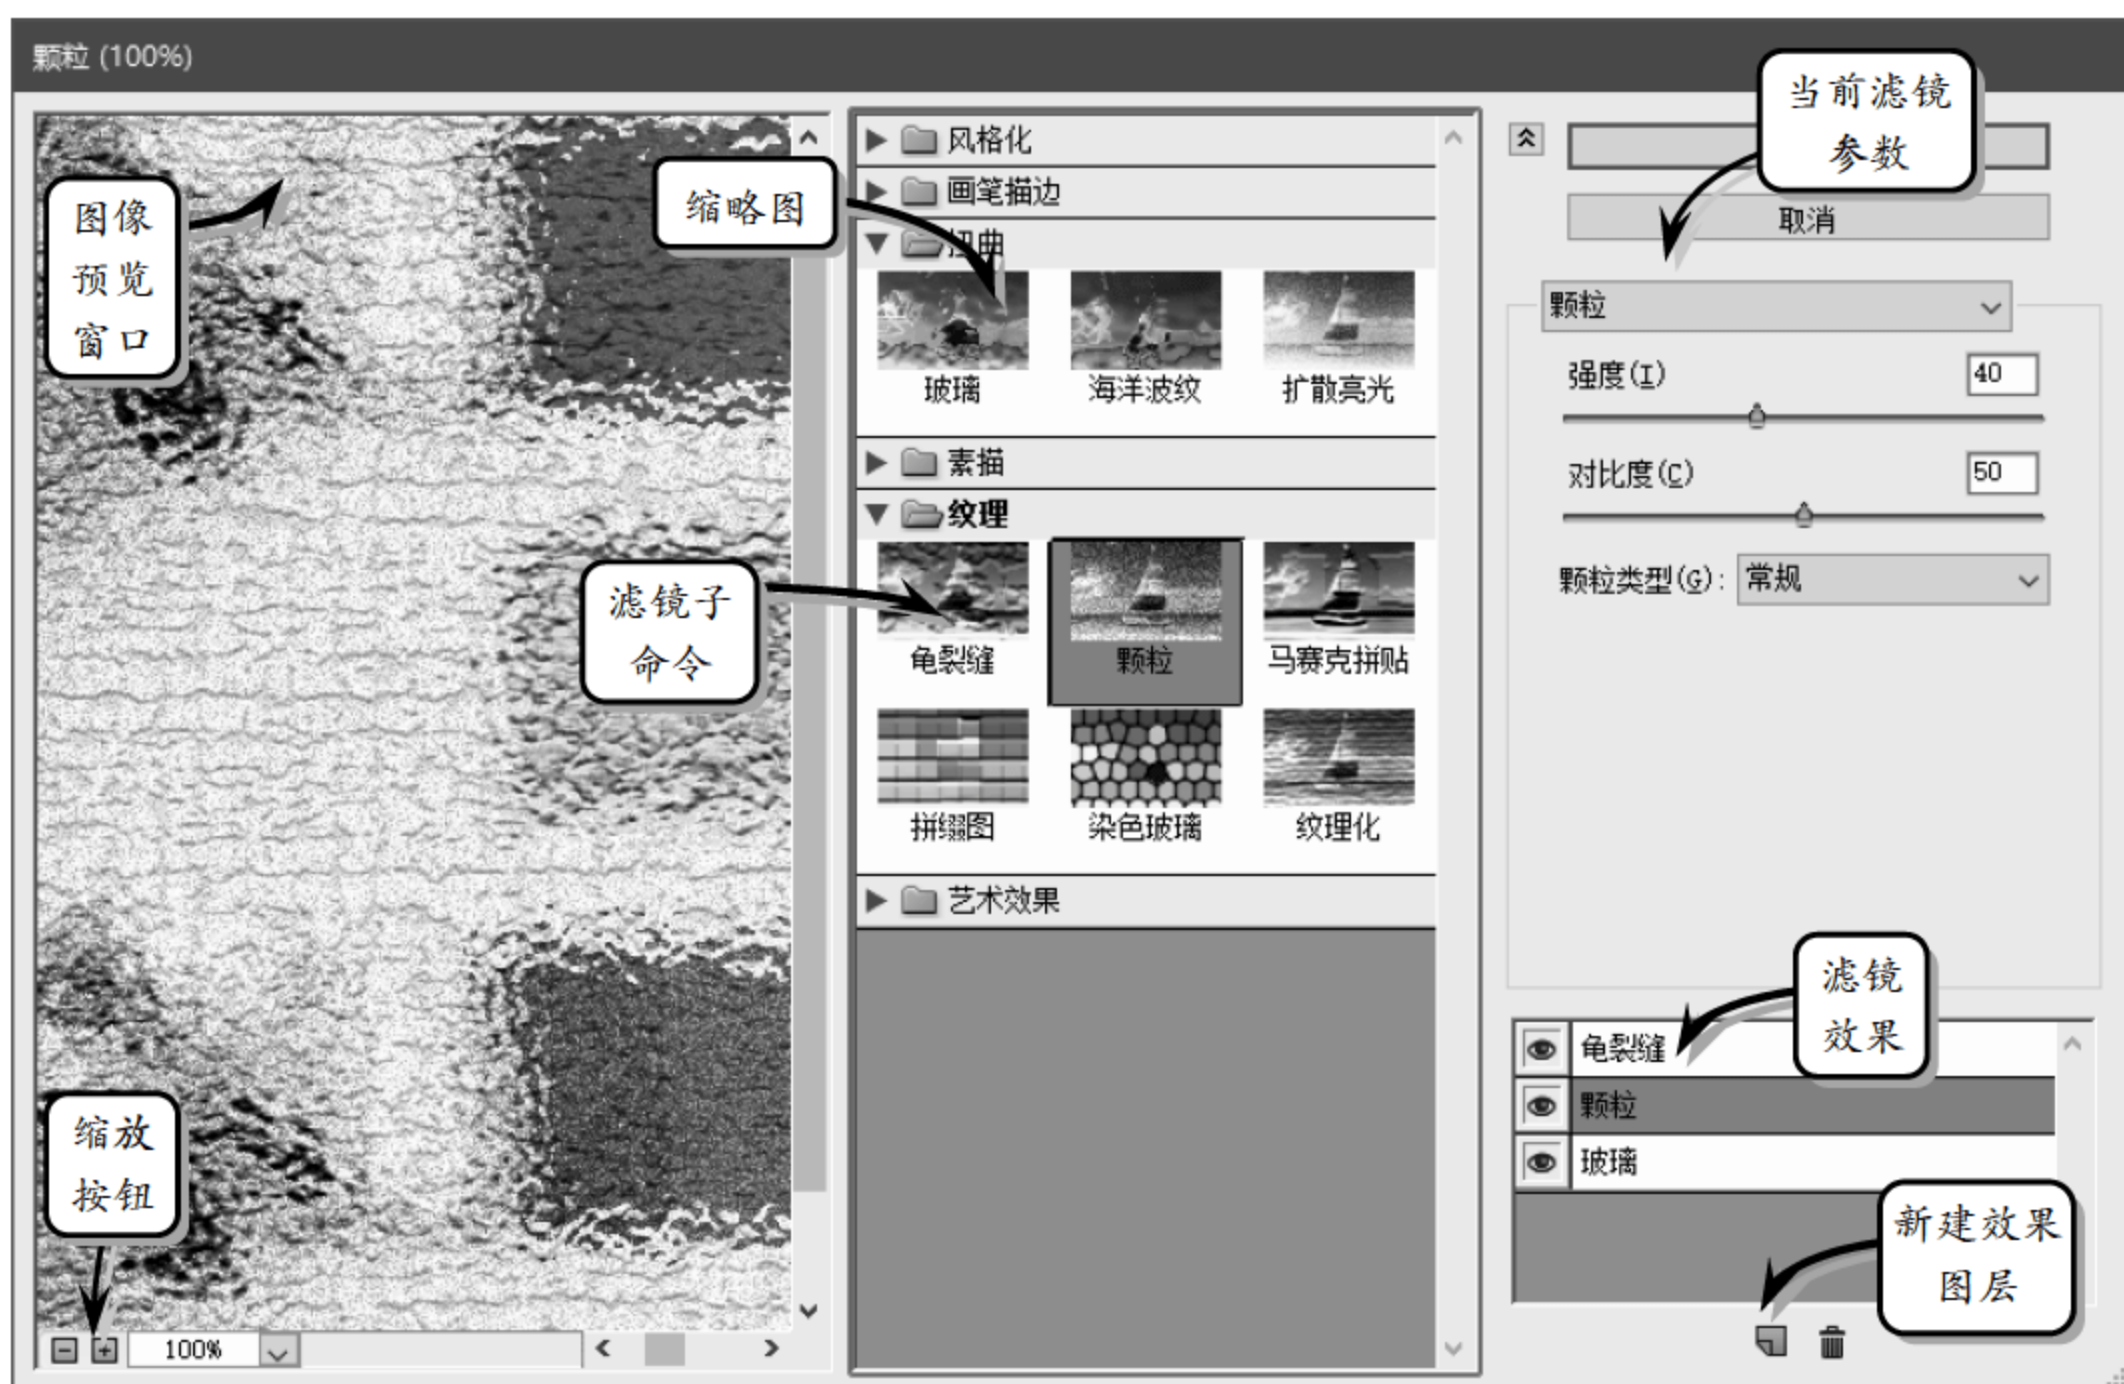 颗粒 (100%)
图像
预览
窗口
缩放
按钮
100%
缩略图
滤镜子
命令
风格化
画笔描边
扭曲
玻璃
海洋波纹
扩散亮光
素描
纹理
龟裂缝
颗粒
马赛克拼贴
拼缀图
染色玻璃
纹理化
艺术效果
当前滤镜
参数
取消
颗粒
强度(I)
40
对比度(C)
50
颗粒类型(G):
常规
滤镜
效果
龟裂缝
颗粒
玻璃
新建效果
图层